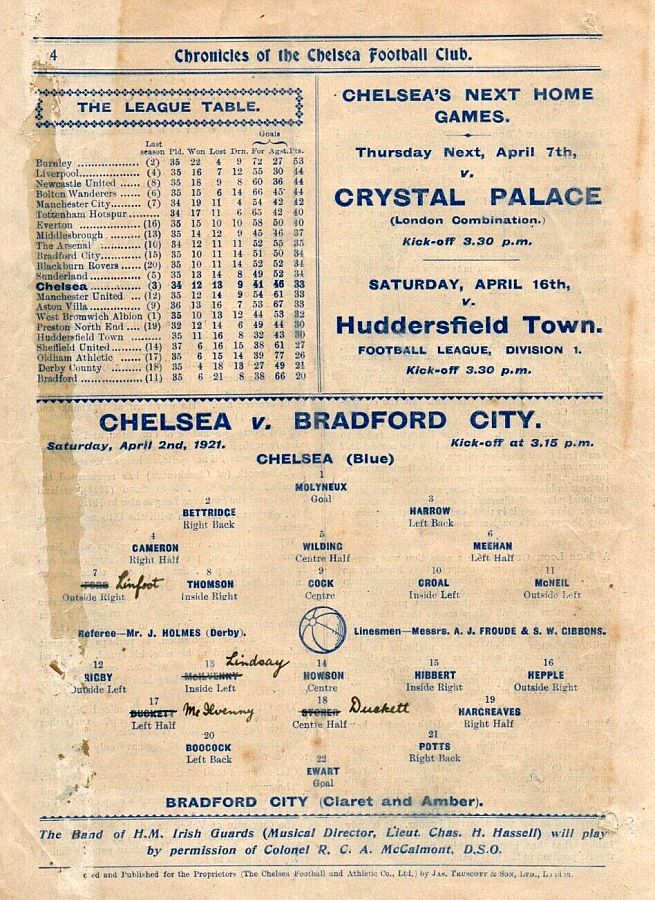 4
Chronicles of the Chelsea Football Club.
THE LEAGUE TABLE.
Goals
Last season Pld. Won Lost Drn. For Agst. Pts.
Burnley ............... (2) 35 22 4 9 72 27 53
Liverpool ............... (4) 35 16 7 12 55 30 44
Newcastle United ...... (8) 35 18 9 8 60 36 44
Bolton Wanderers ...... (6) 35 15 6 14 66 45 44
Manchester City ...... (7) 34 19 11 4 54 42 42
Tottenham Hotspur ......... 34 17 11 6 65 42 40
Everton ............... (16) 35 15 10 10 58 50 40
Middlesbrough ......... (13) 35 14 12 9 45 46 37
The Arsenal ............ (10) 34 12 11 11 52 55 35
Bradford City ......... (15) 35 10 11 14 51 50 34
Blackburn Rovers ...... (20) 35 10 11 14 52 52 34
Sunderland ............ (5) 35 13 14 8 49 52 34
Chelsea ............... (3) 34 12 13 9 41 46 33
Manchester United ... (12) 35 12 14 9 54 61 33
Aston Villa ............ (9) 36 13 16 7 53 67 33
West Bromwich Albion (1) 35 10 13 12 44 53 32
Preston North End .... (19) 32 12 14 6 49 44 30
Huddersfield Town ......... 35 11 16 8 32 43 30
Sheffield United ...... (14) 37 6 16 15 38 61 27
Oldham Athletic ...... (17) 35 6 15 14 39 77 26
Derby County ......... (18) 35 4 18 13 27 49 21
Bradford ............... (11) 35 6 21 8 38 66 20
CHELSEA'S NEXT HOME
GAMES.
Thursday Next, April 7th,
v.
CRYSTAL PALACE
(London Combination.)
Kick-off 3.30 p.m.
SATURDAY, APRIL 16th,
v.
Huddersfield Town.
FOOTBALL LEAGUE, DIVISION 1.
Kick-off 3.30 p.m.
CHELSEA v. BRADFORD CITY.
Saturday, April 2nd, 1921. Kick-off at 3.15 p.m.
CHELSEA (Blue)
1
MOLYNEUX
Goal
2 3
BETTRIDGE HARROW
Right Back Left Back
4 5 6
CAMERON WILDING MEEHAN
Right Half Centre Half Left Half
7 8 9 10 11
FORD Linfoot THOMSON COCK CROAL McNEIL
Outside Right Inside Right Centre Inside Left Outside Left
Referee—Mr. J. HOLMES (Derby). Linesmen—Messrs. A. J. FROUDE & S. W. GIBBONS.
12 13 Lindsay 14 15 16
RIGBY McILVENNY HOWSON HIBBERT HEPPLE
Outside Left Inside Left Centre Inside Right Outside Right
17 18 19
DUCKETT McIlvenny STORER Duckett HARGREAVES
Left Half Centre Half Right Half
20 21
BOOCOCK POTTS
Left Back Right Back
22
EWART
Goal
BRADFORD CITY (Claret and Amber).
The Band of H.M. Irish Guards (Musical Director, Lieut. Chas. H. Hassell) will play
by permission of Colonel R. C. A. McCalmont, D.S.O.
and Published for the Proprietors (The Chelsea Football and Athletic Co., Ltd.) by JAS. TRUSCOTT & SON, LTD., London.